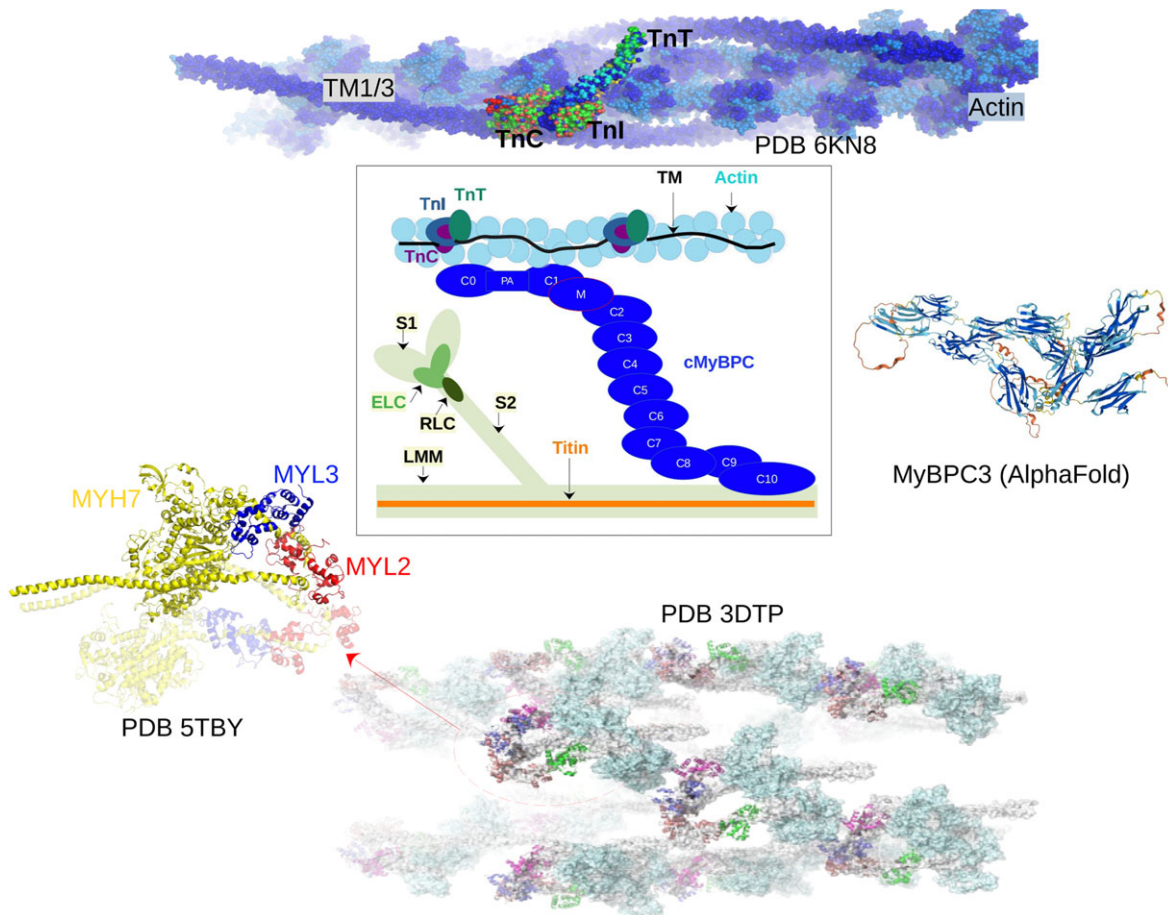 TnT
TM1/3
Actin
TnC
TnI
PDB 6KN8
TM
Actin
TnT
TnI
TnC
C0
PA
C1
M
C2
C3
C4
C5
C6
C7
C8
C9
C10
cMyBPC
S1
ELC
RLC
S2
LMM
Titin
MyBPC3 (AlphaFold)
MYH7
MYL3
MYL2
PDB 5TBY
PDB 3DTP